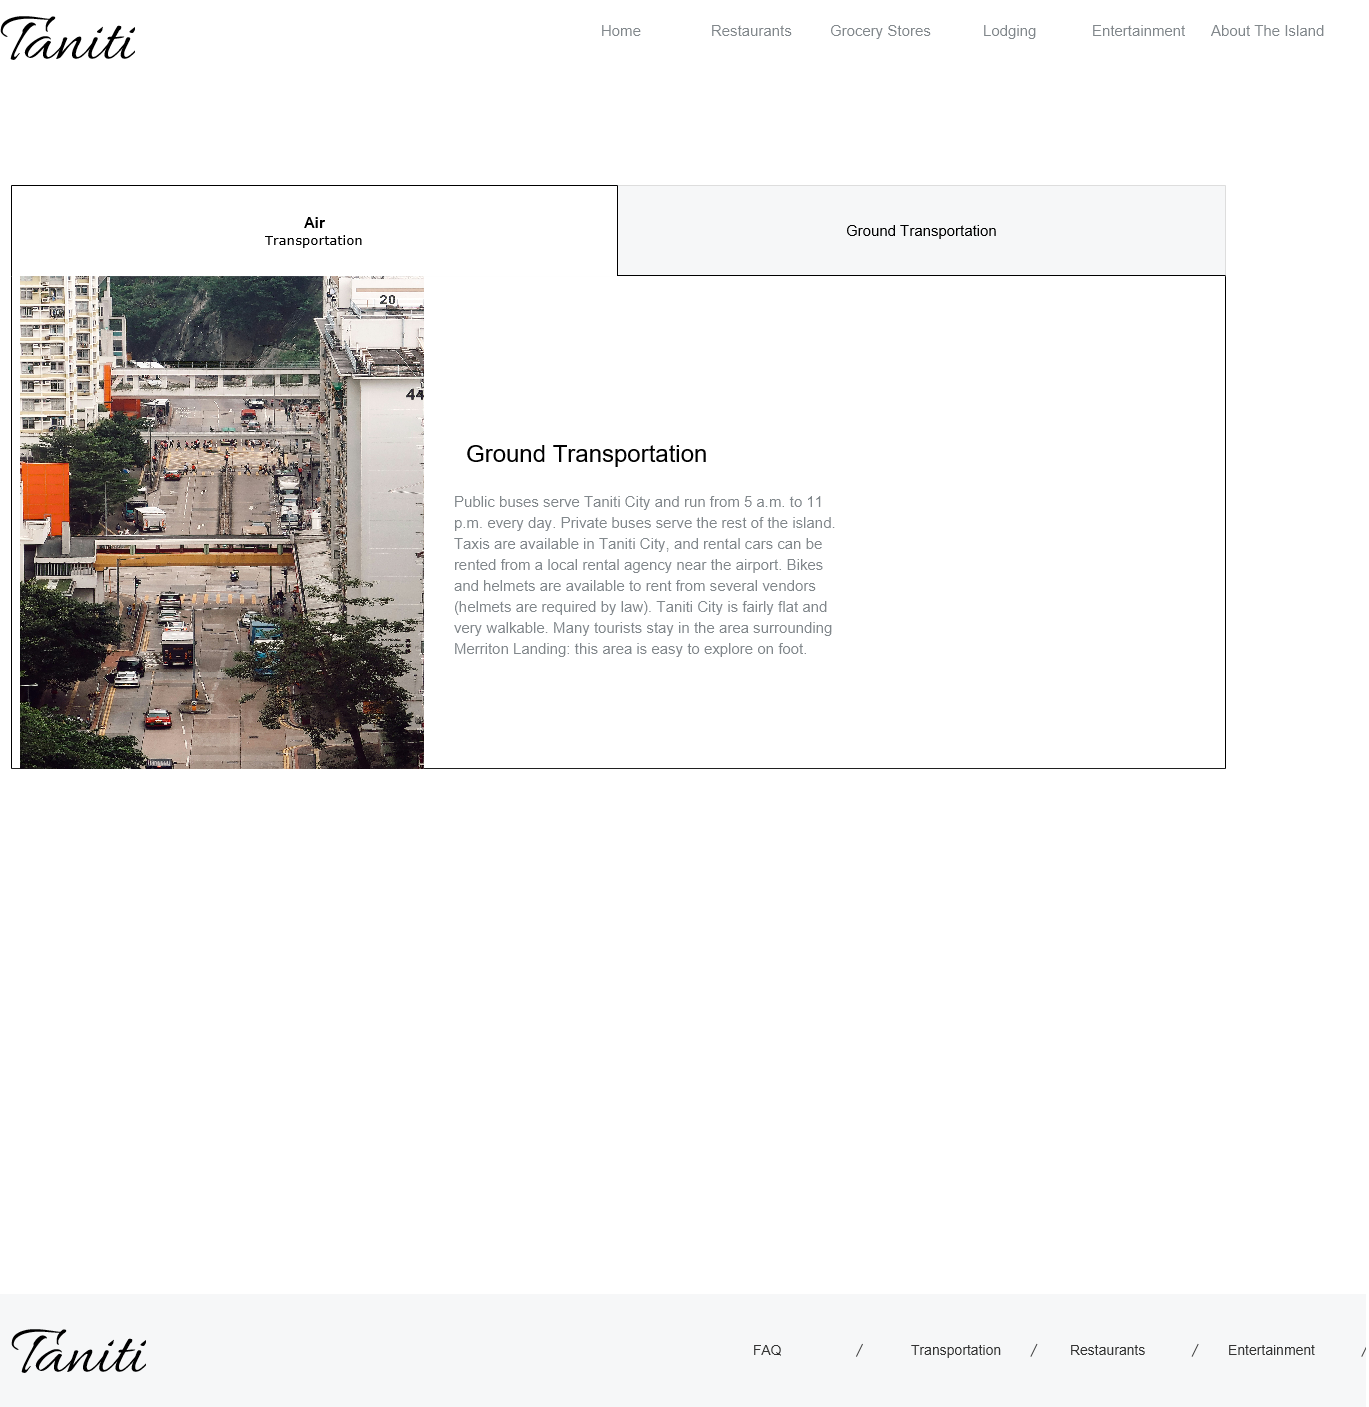 Taniti
Home Restaurants Grocery Stores Lodging Entertainment About The Island
Air
Transportation
Ground Transportation
20
44
Ground Transportation
Public buses serve Taniti City and run from 5 a.m. to 11
p.m. every day. Private buses serve the rest of the island.
Taxis are available in Taniti City, and rental cars can be
rented from a local rental agency near the airport. Bikes
and helmets are available to rent from several vendors
(helmets are required by law). Taniti City is fairly flat and
very walkable. Many tourists stay in the area surrounding
Merriton Landing: this area is easy to explore on foot.
Taniti
FAQ / Transportation / Restaurants / Entertainment /